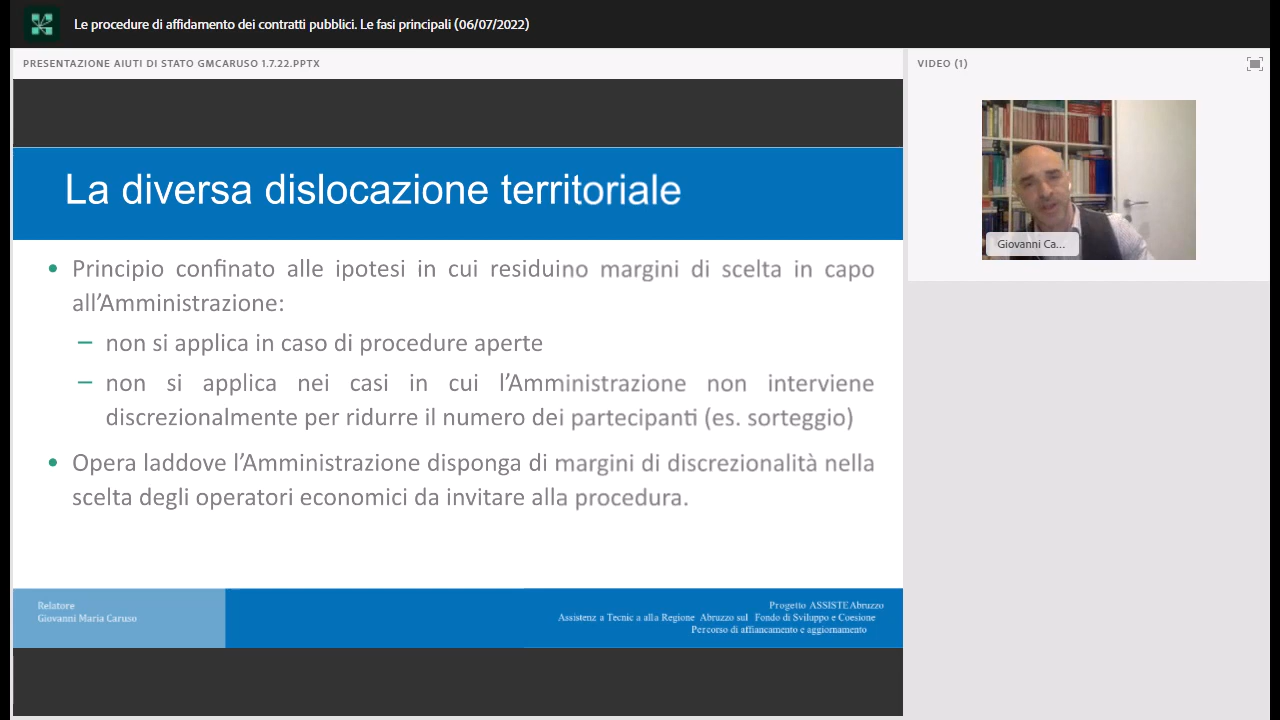 Le procedure di affidamento dei contratti pubblici. Le fasi principali (06/07/2022)
PRESENTAZIONE AIUTI DI STATO GMCARUSO 1.7.22.PPTX
VIDEO (1)
La diversa dislocazione territoriale
• Principio confinato alle ipotesi in cui residuino margini di scelta in capo
all'Amministrazione:
– non si applica in caso di procedure aperte
– non si applica nei casi in cui l'Amministrazione non interviene
discrezionalmente per ridurre il numero dei partecipanti (es. sorteggio)
• Opera laddove l'Amministrazione disponga di margini di discrezionalità nella
scelta degli operatori economici da invitare alla procedura.
Giovanni Ca...
Relatore
Giovanni Maria Caruso
Progetto ASSISTE Abruzzo
Assistenz a Tecnic a alla Regione Abruzzo sul Fondo di Sviluppo e Coesione
Percorso di affiancamento e aggiornamento